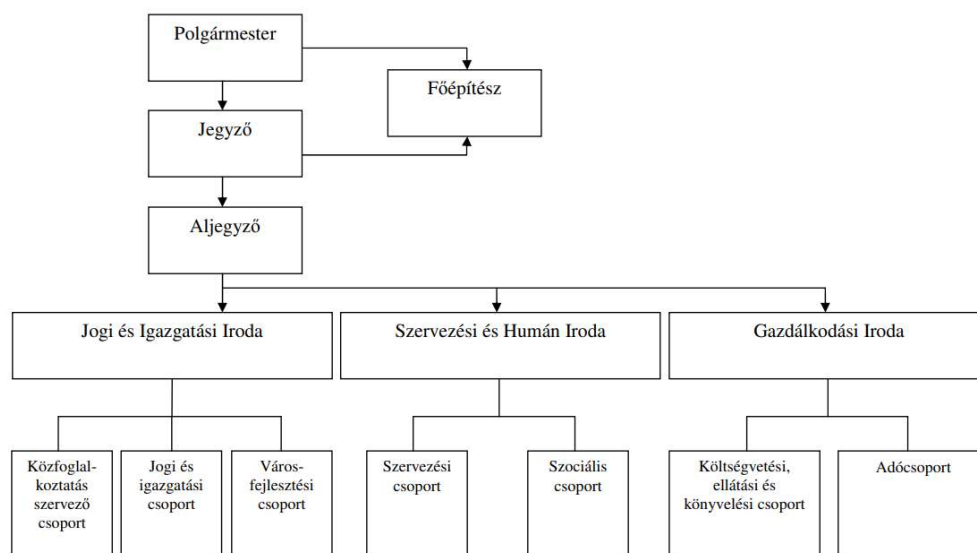 Polgármester
Főépítész
Jegyző
Aljegyző
Jogi és Igazgatási Iroda
Szervezési és Humán Iroda
Gazdálkodási Iroda
Közfoglal-
koztatás
szervező
csoport
Jogi és
igazgatási
csoport
Város-
fejlesztési
csoport
Szervezési
csoport
Szociális
csoport
Költségvetési,
ellátási és
könyvelési csoport
Adócsoport